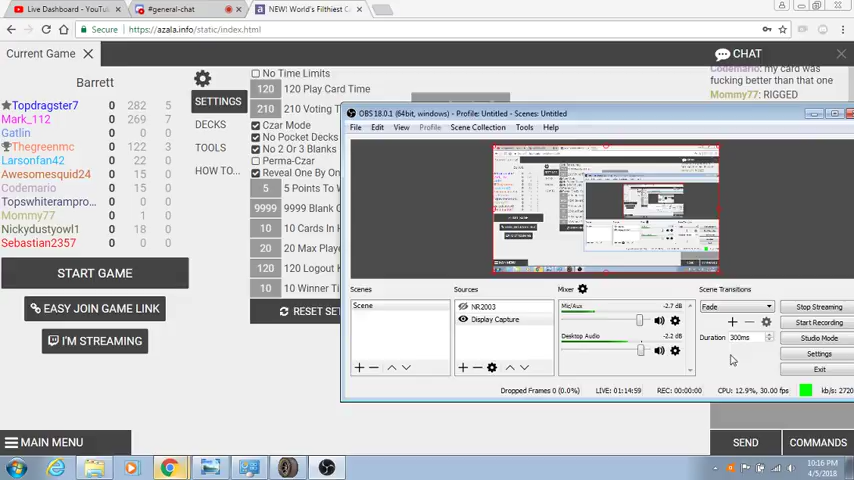 Live Dashboard - YouTube
#general-chat
NEW! World's Filthiest C
Secure
https://azala.info/static/index.html
Current Game
CHAT
Barrett
Topdragster7 0 282 5
Mark_112 0 269 7
Gatlin 0 132 0
Thegreenmc 0 122 3
Larsonfan42 0 22 0
Awesomesquid24 0 15 0
Codemario 0 15 0
Topswhiterampro... 0 0 0
Mommy77 0 1 0
Nickydustyowl1 0 18 0
Sebastian2357 0 0 0
START GAME
EASY JOIN GAME LINK
I'M STREAMING
MAIN MENU
SETTINGS
DECKS
TOOLS
HOW TO...
No Time Limits
120 120 Play Card Time
210 210 Voting T
Czar Mode
No Pocket Decks
No 2 Or 3 Blanks
Perma-Czar
Reveal One By On
5 5 Points To W
9999 9999 Blank C
10 10 Cards In H
20 20 Max Playe
120 120 Logout K
10 10 Winner Ti
RESET SET
Codemario: my card was
fucking better than that one
Mommy77: RIGGED
OBS 18.0.1 (64bit, windows) - Profile: Untitled - Scenes: Untitled
File Edit View Profile Scene Collection Tools Help
Scenes
Scene
Sources
NR2003
Display Capture
Mixer
Mic/Aux -2.7 dB
Desktop Audio -2.2 dB
Scene Transitions
Fade
Duration 300ms
Stop Streaming
Start Recording
Studio Mode
Settings
Exit
Dropped Frames 0 (0.0%) LIVE: 01:14:59 REC: 00:00:00 CPU: 12.9%, 30.00 fps kb/s: 2720
SEND
COMMANDS
10:16 PM
4/5/2018